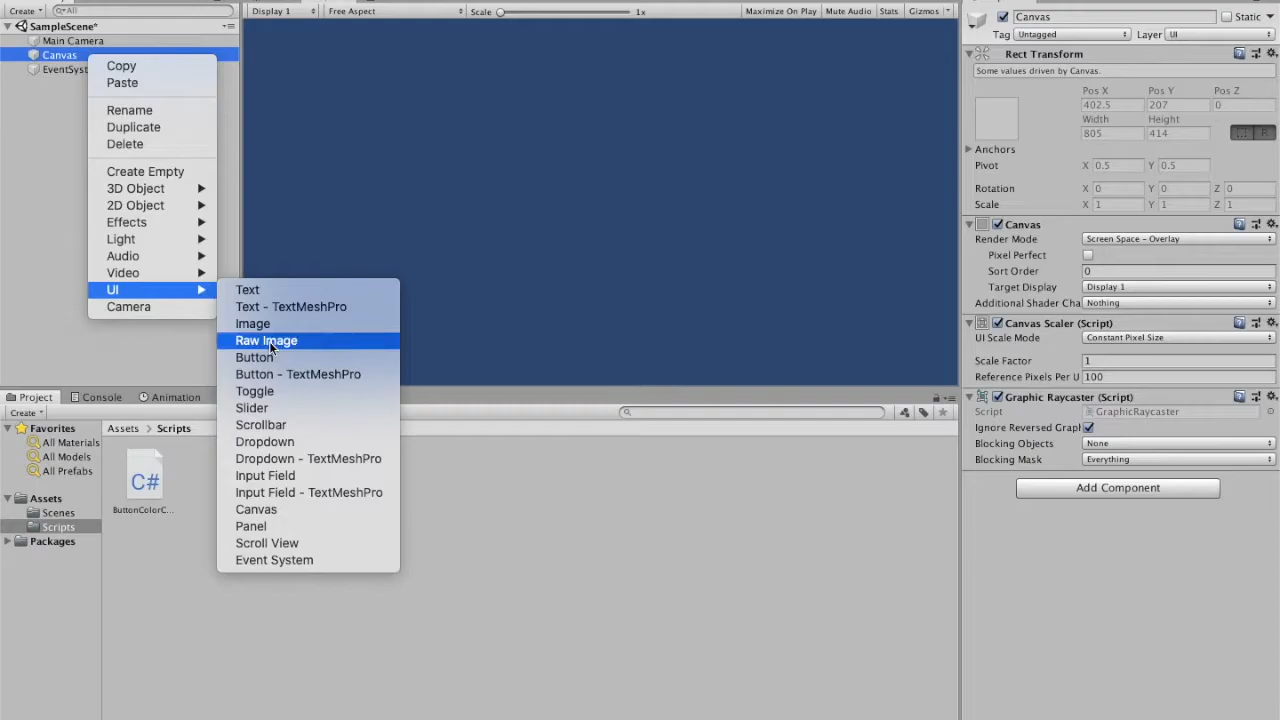 Create
All
SampleScene*
Main Camera
Canvas
EventSyst
Copy
Paste
Rename
Duplicate
Delete
Create Empty
3D Object
2D Object
Effects
Light
Audio
Video
UI
Camera
Text
Text - TextMeshPro
Image
Raw Image
Button
Button - TextMeshPro
Toggle
Slider
Scrollbar
Dropdown
Dropdown - TextMeshPro
Input Field
Input Field - TextMeshPro
Canvas
Panel
Scroll View
Event System
Display 1
Free Aspect
Scale
1x
Maximize On Play
Mute Audio
Stats
Gizmos
Project
Console
Animation
Create
Favorites
All Materials
All Models
All Prefabs
Assets
Scenes
Scripts
Packages
Assets
Scripts
C#
ButtonColorC...
Canvas
Static
Tag Untagged
Layer UI
Rect Transform
Some values driven by Canvas.
Pos X Pos Y Pos Z
402.5 207 0
Width Height
805 414
R
Anchors
Pivot X 0.5 Y 0.5
Rotation X 0 Y 0 Z 0
Scale X 1 Y 1 Z 1
Canvas
Render Mode Screen Space - Overlay
Pixel Perfect
Sort Order 0
Target Display Display 1
Additional Shader Cha Nothing
Canvas Scaler (Script)
UI Scale Mode Constant Pixel Size
Scale Factor 1
Reference Pixels Per U 100
Graphic Raycaster (Script)
Script GraphicRaycaster
Ignore Reversed Graph
Blocking Objects None
Blocking Mask Everything
Add Component